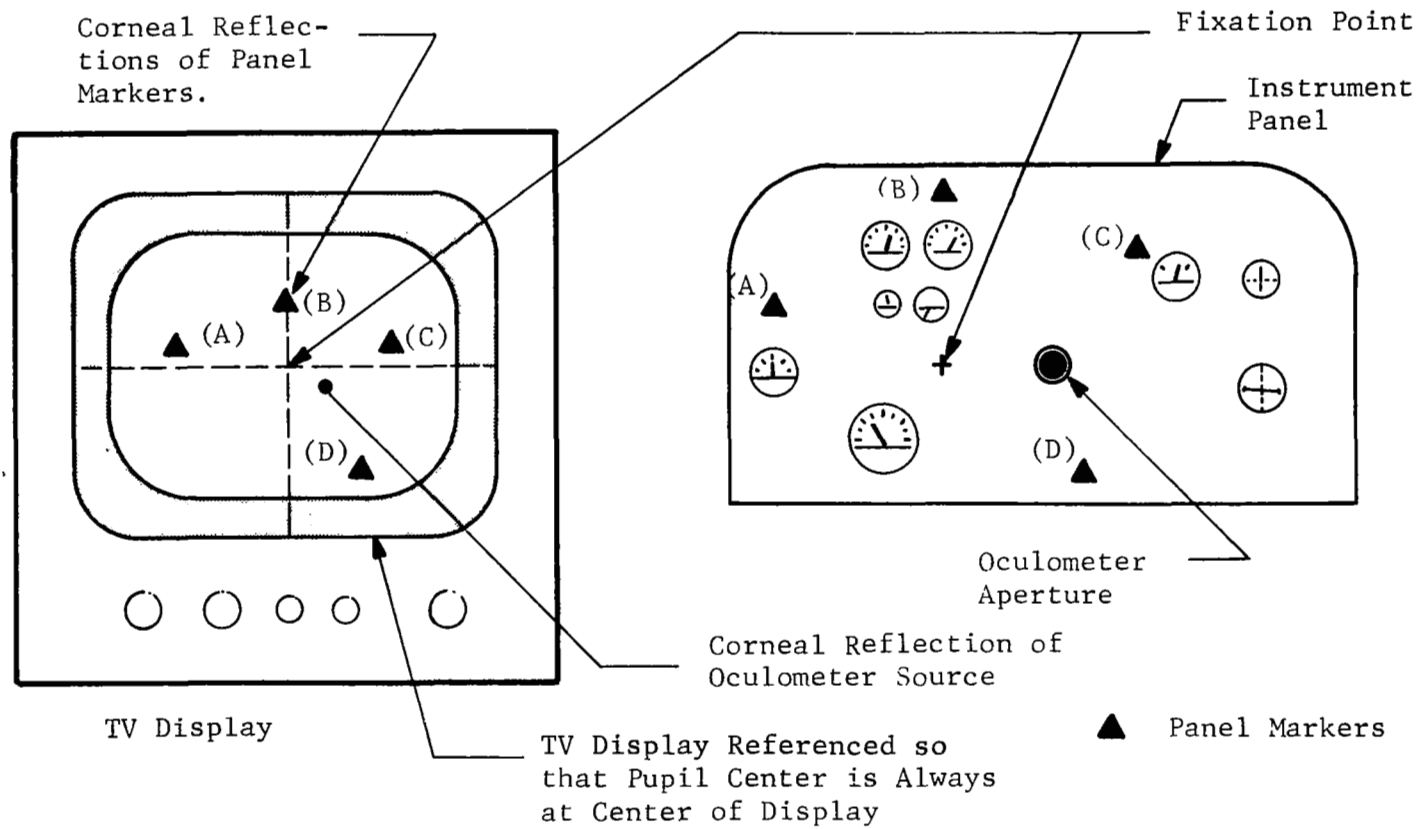 Corneal Reflec-
tions of Panel
Markers.
Fixation Point
Instrument
Panel
(B)
(C)
(A)
(D)
(A)
(B)
(C)
(D)
Oculometer
Aperture
Corneal Reflection of
Oculometer Source
TV Display
TV Display Referenced so
that Pupil Center is Always
at Center of Display
Panel Markers